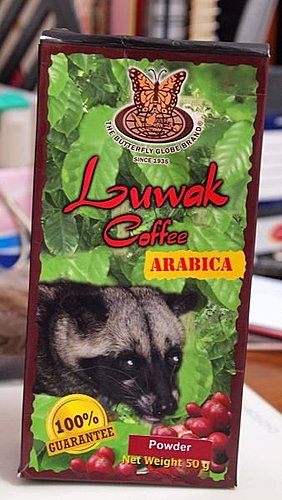 THE BUTTERFLY GLOBE BRAND®
SINCE 1935
Luwak
Coffee
ARABICA
100%
GUARANTEE
Powder
Net Weight 50 g